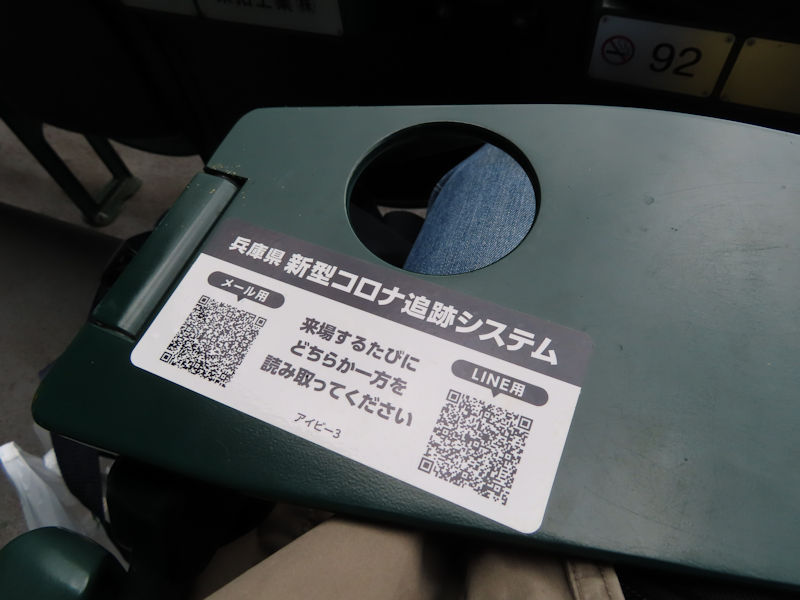 92
兵庫県 新型コロナ追跡システム
メール用
来場するたびに
どちらか一方を
読み取ってください
アイビー3
LINE用